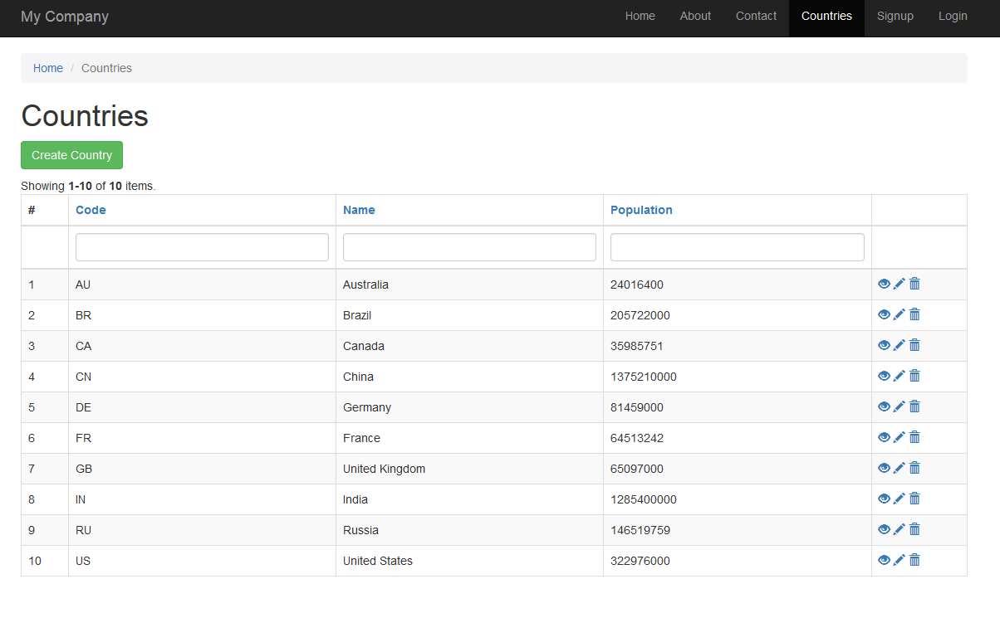 My Company Home About Contact Countries Signup Login
Home / Countries
Countries
Create Country
Showing 1-10 of 10 items.
# Code Name Population
1 AU Australia 24016400
2 BR Brazil 205722000
3 CA Canada 35985751
4 CN China 1375210000
5 DE Germany 81459000
6 FR France 64513242
7 GB United Kingdom 65097000
8 IN India 1285400000
9 RU Russia 146519759
10 US United States 322976000